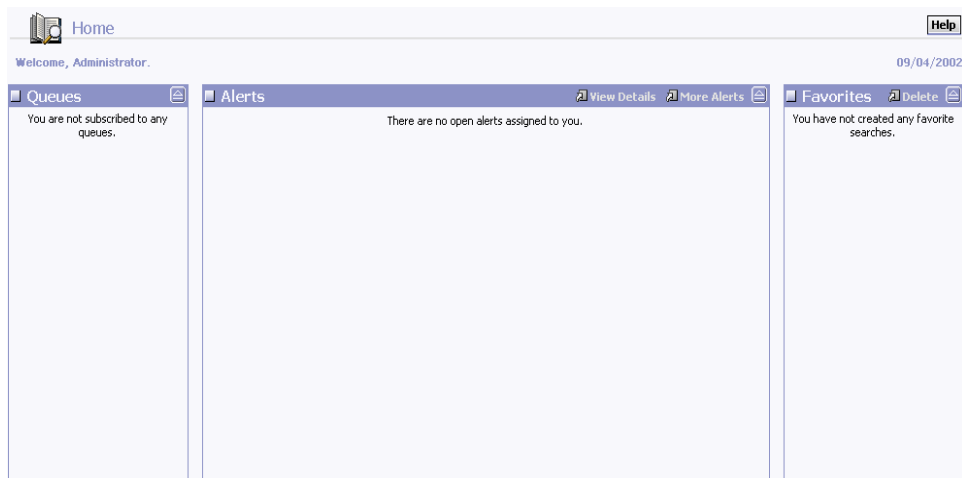 Home
Help
Welcome, Administrator.
09/04/2002
Queues
You are not subscribed to any
queues.
Alerts
View Details
More Alerts
There are no open alerts assigned to you.
Favorites
Delete
You have not created any favorite
searches.